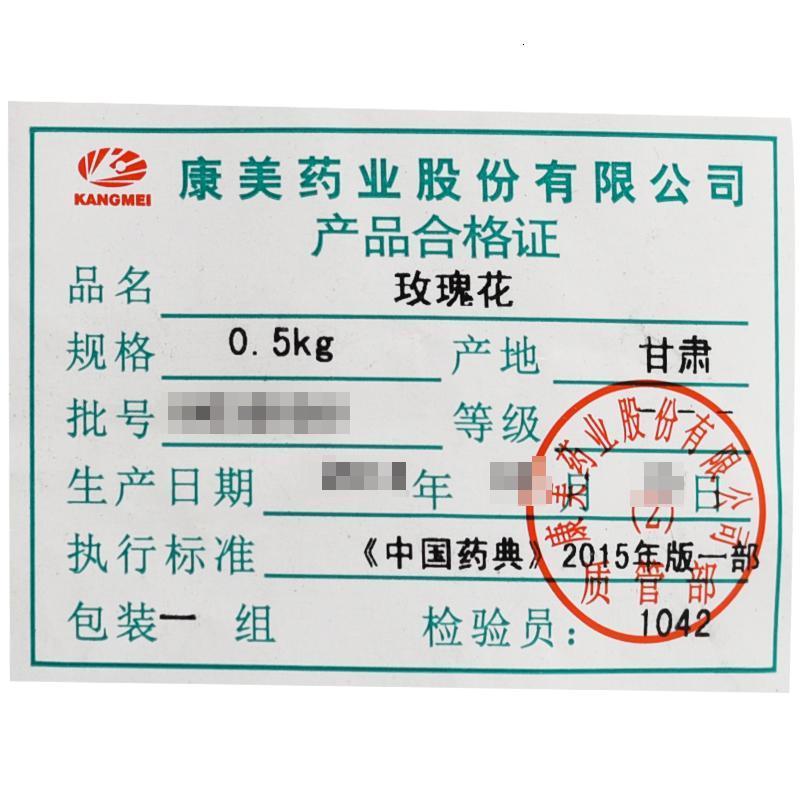 KANGMEI
康美药业股份有限公司
产品合格证
品名 玫瑰花
规格 0.5kg 产地 甘肃
批号 等级 ———
生产日期 年 月 日
执行标准 《中国药典》2015年版一部
包装一 组 检验员: 1042
康美药业股份有限公司
(2)
质管部